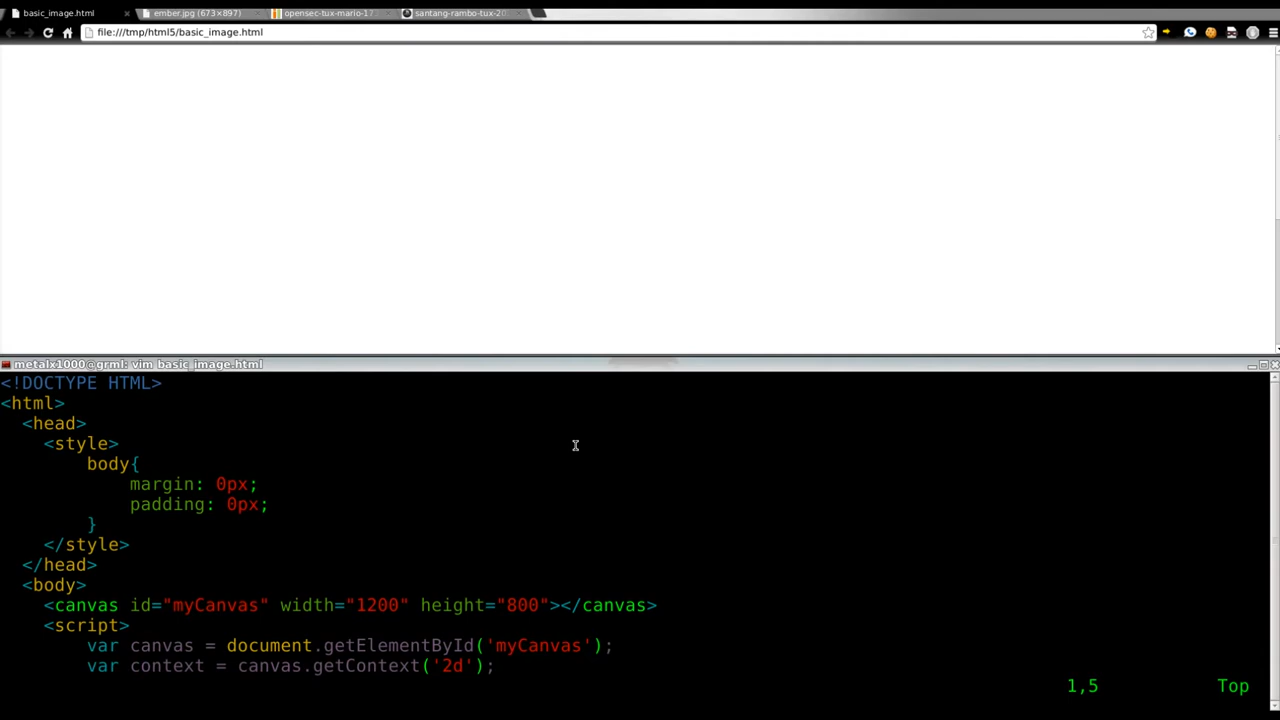 basic_image.html
ember.jpg (673×897)
opensec-tux-mario-17
santang-rambo-tux-20
file:///tmp/html5/basic_image.html
metalx1000@grml: vim basic_image.html
<!DOCTYPE HTML>
<html>
<head>
<style>
body{
margin: 0px;
padding: 0px;
}
</style>
</head>
<body>
<canvas id="myCanvas" width="1200" height="800"></canvas>
<script>
var canvas = document.getElementById('myCanvas');
var context = canvas.getContext('2d');
1,5 Top